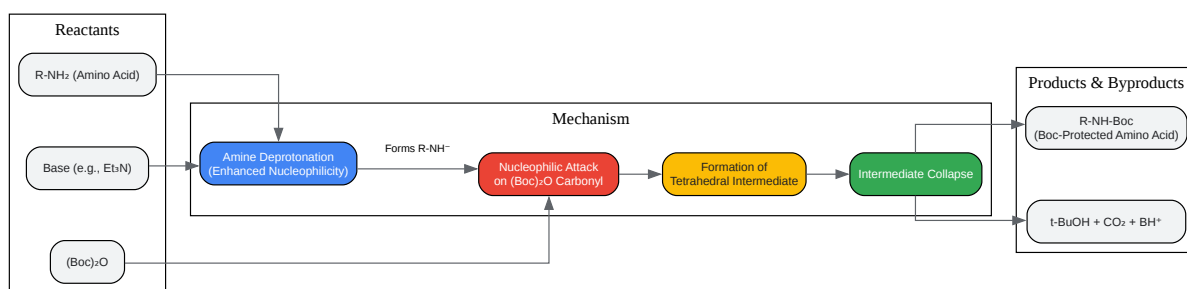 Reactants
R-NH₂ (Amino Acid)
Base (e.g., Et₃N)
(Boc)₂O
Mechanism
Amine Deprotonation
(Enhanced Nucleophilicity)
Forms R-NH⁻
Nucleophilic Attack
on (Boc)₂O Carbonyl
Formation of
Tetrahedral Intermediate
Intermediate Collapse
Products & Byproducts
R-NH-Boc
(Boc-Protected Amino Acid)
t-BuOH + CO₂ + BH⁺